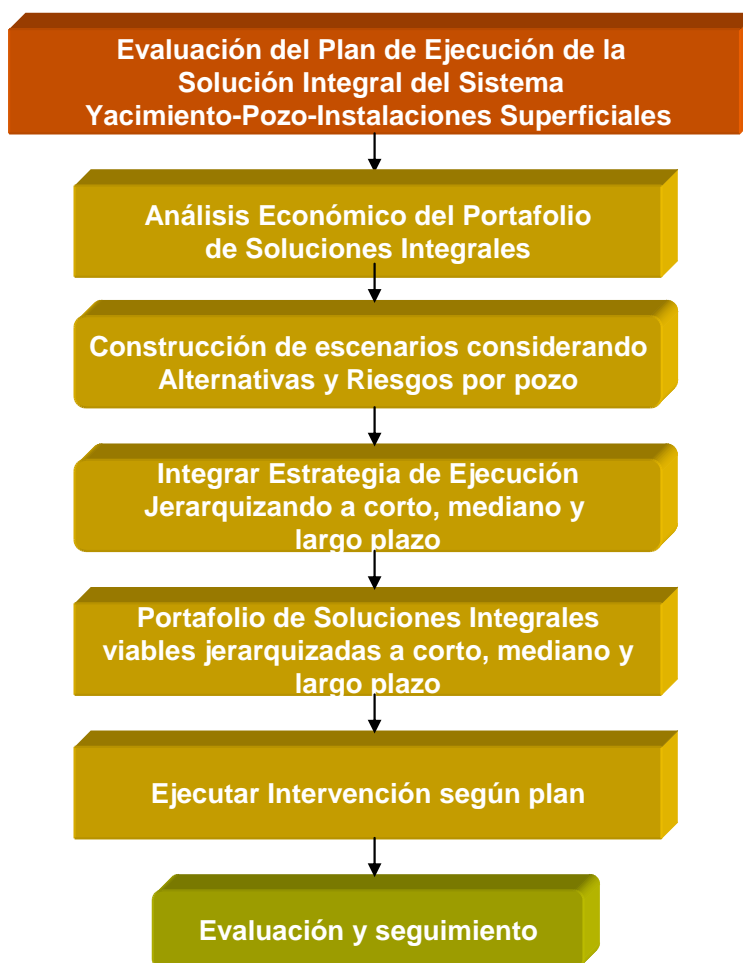 Evaluación del Plan de Ejecución de la
Solución Integral del Sistema
Yacimiento-Pozo-Instalaciones Superficiales
Análisis Económico del Portafolio
de Soluciones Integrales
Construcción de escenarios considerando
Alternativas y Riesgos por pozo
Integrar Estrategia de Ejecución
Jerarquizando a corto, mediano y
largo plazo
Portafolio de Soluciones Integrales
viables jerarquizadas a corto, mediano y
largo plazo
Ejecutar Intervención según plan
Evaluación y seguimiento